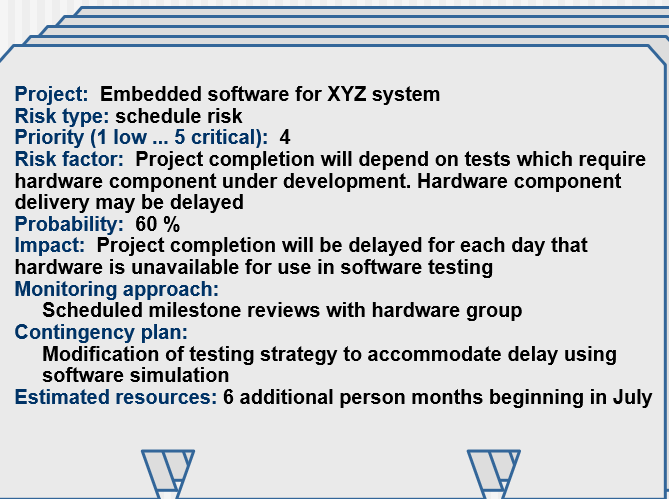 Project: Embedded software for XYZ system
Risk type: schedule risk
Priority (1 low ... 5 critical): 4
Risk factor: Project completion will depend on tests which require
hardware component under development. Hardware component
delivery may be delayed
Probability: 60 %
Impact: Project completion will be delayed for each day that
hardware is unavailable for use in software testing
Monitoring approach:
Scheduled milestone reviews with hardware group
Contingency plan:
Modification of testing strategy to accommodate delay using
software simulation
Estimated resources: 6 additional person months beginning in July